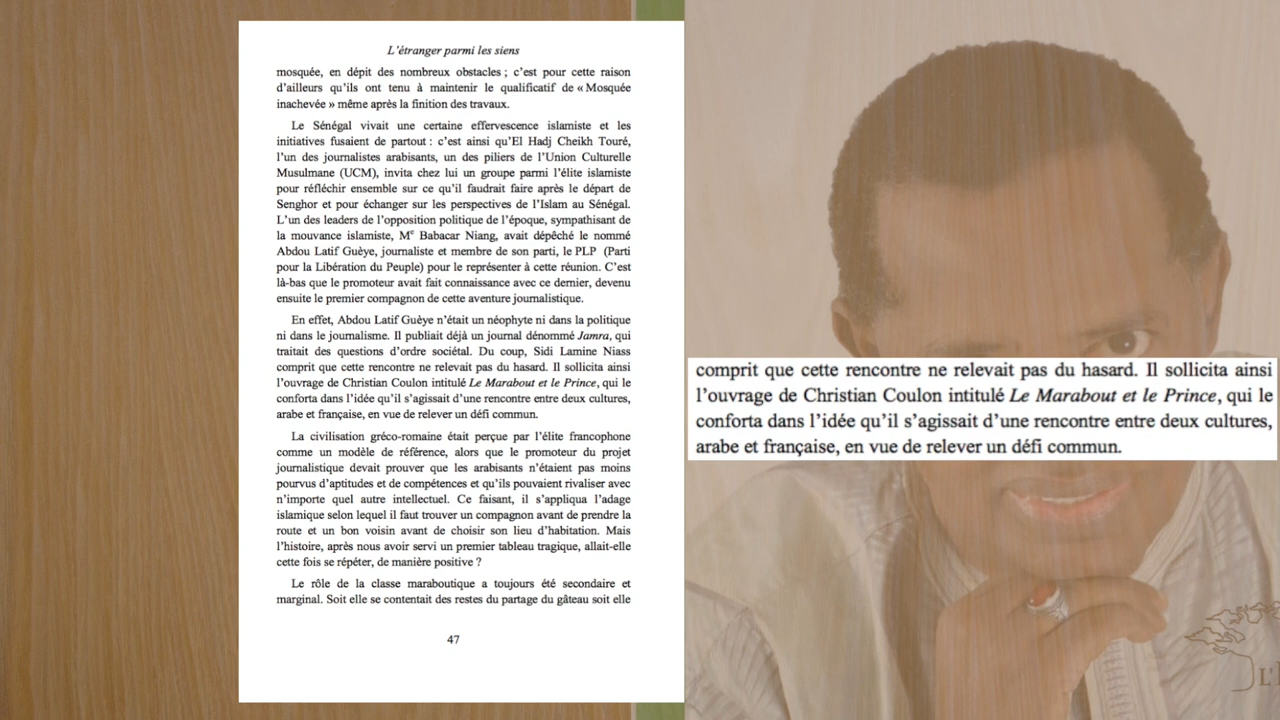 L'étranger parmi les siens
mosquée, en dépit des nombreux obstacles ; c'est pour cette raison
d'ailleurs qu'ils ont tenu à maintenir le qualificatif de « Mosquée
inachevée » même après la finition des travaux.
Le Sénégal vivait une certaine effervescence islamiste et les
initiatives fusaient de partout : c'est ainsi qu'El Hadj Cheikh Touré,
l'un des journalistes arabisants, un des piliers de l'Union Culturelle
Musulmane (UCM), invita chez lui un groupe parmi l'élite islamiste
pour réfléchir ensemble sur ce qu'il faudrait faire après le départ de
Senghor et pour échanger sur les perspectives de l'Islam au Sénégal.
L'un des leaders de l'opposition politique de l'époque, sympathisant de
la mouvance islamiste, Me Babacar Niang, avait dépêché le nommé
Abdou Latif Guèye, journaliste et membre de son parti, le PLP (Parti
pour la Libération du Peuple) pour le représenter à cette réunion. C'est
là-bas que le promoteur avait fait connaissance avec ce dernier, devenu
ensuite le premier compagnon de cette aventure journalistique.
En effet, Abdou Latif Guèye n'était un néophyte ni dans la politique
ni dans le journalisme. Il publiait déjà un journal dénommé Jamra, qui
traitait des questions d'ordre sociétal. Du coup, Sidi Lamine Niass
comprit que cette rencontre ne relevait pas du hasard. Il sollicita ainsi
l'ouvrage de Christian Coulon intitulé Le Marabout et le Prince, qui le
conforta dans l'idée qu'il s'agissait d'une rencontre entre deux cultures,
arabe et française, en vue de relever un défi commun.
La civilisation gréco-romaine était perçue par l'élite francophone
comme un modèle de référence, alors que le promoteur du projet
journalistique devait prouver que les arabisants n'étaient pas moins
pourvus d'aptitudes et de compétences et qu'ils pouvaient rivaliser avec
n'importe quel autre intellectuel. Ce faisant, il s'appliqua l'adage
islamique selon lequel il faut trouver un compagnon avant de prendre la
route et un bon voisin avant de choisir son lieu d'habitation. Mais
l'histoire, après nous avoir servi un premier tableau tragique, allait-elle
cette fois se répéter, de manière positive ?
Le rôle de la classe maraboutique a toujours été secondaire et
marginal. Soit elle se contentait des restes du partage du gâteau soit elle
47
comprit que cette rencontre ne relevait pas du hasard. Il sollicita ainsi
l'ouvrage de Christian Coulon intitulé Le Marabout et le Prince, qui le
conforta dans l'idée qu'il s'agissait d'une rencontre entre deux cultures,
arabe et française, en vue de relever un défi commun.